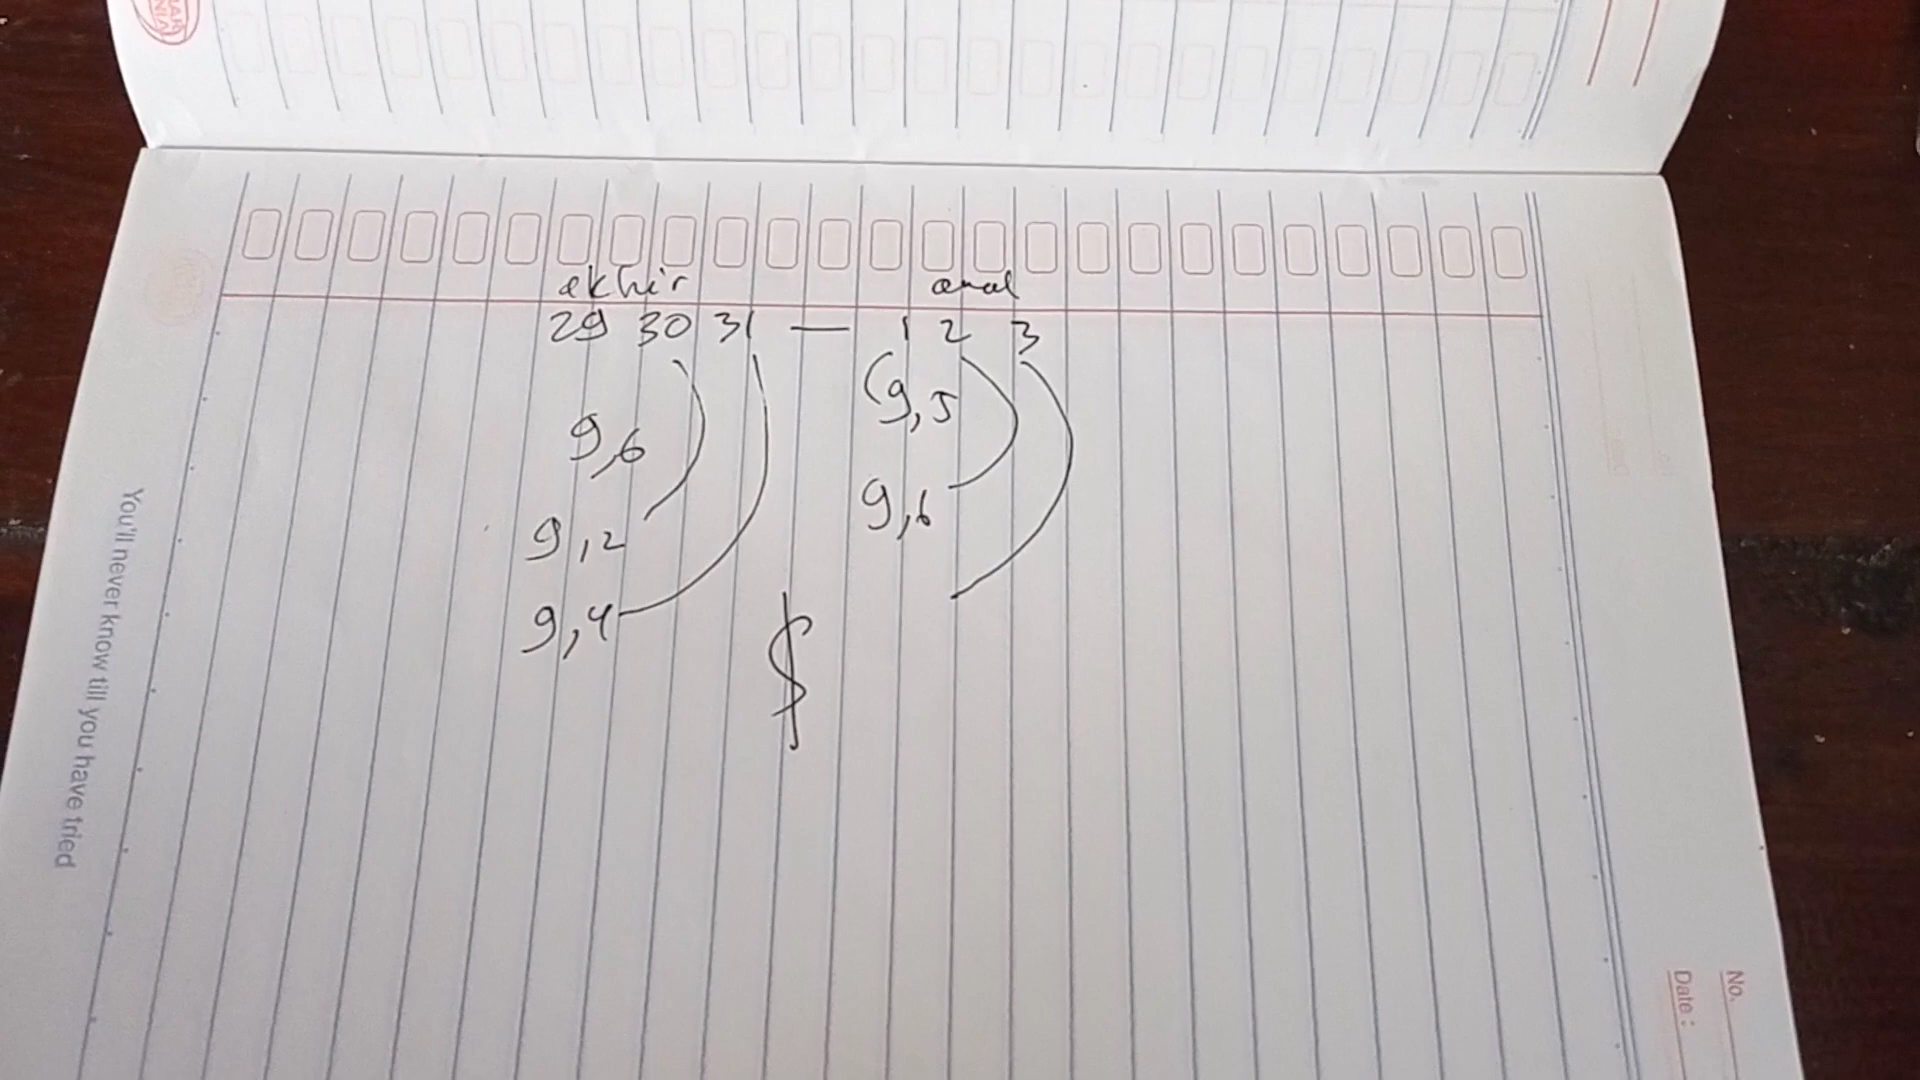 akhir awal
29 30 31 — 1 2 3
9,6 9,5
9,2 9,6
9,4
$
You'll never know till you have tried
No.
Date :